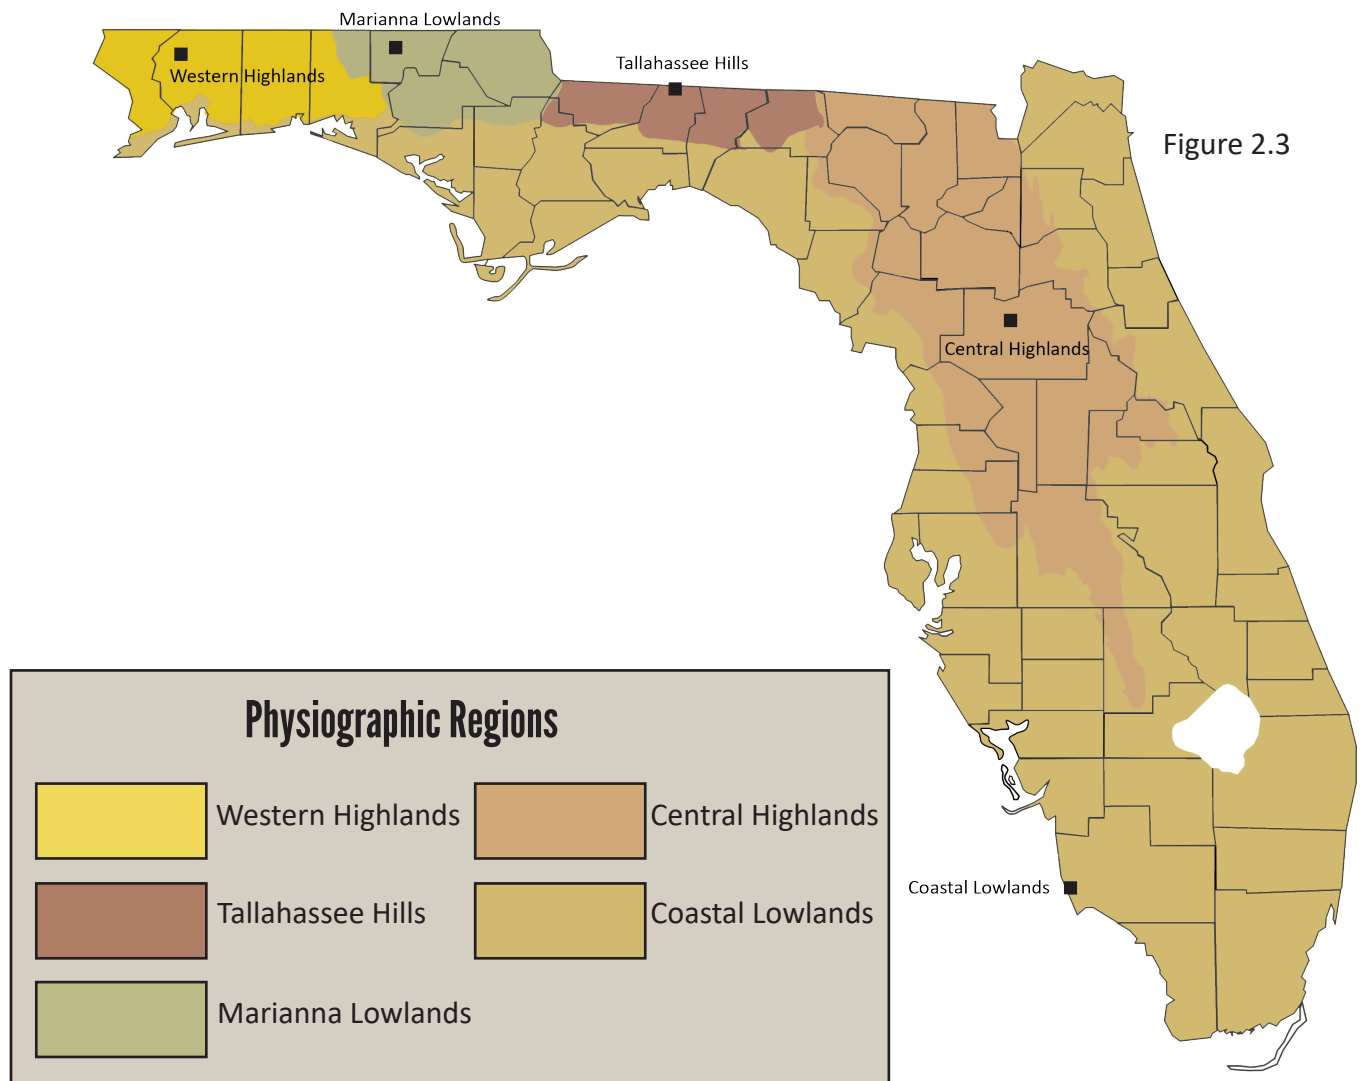 Marianna Lowlands
Western Highlands
Tallahassee Hills
Figure 2.3
Central Highlands
Coastal Lowlands
Physiographic Regions
Western Highlands
Central Highlands
Tallahassee Hills
Coastal Lowlands
Marianna Lowlands